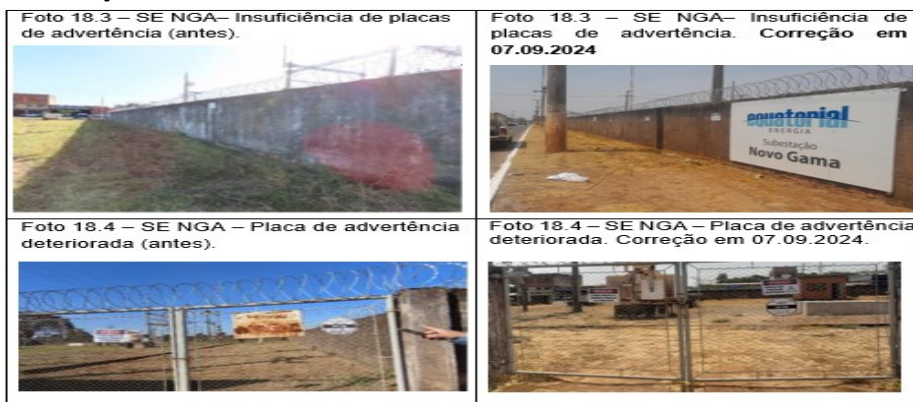 Foto 18.3 – SE NGA– Insuficiência de placas
de advertência (antes).
Foto 18.3 – SE NGA– Insuficiência de
placas de advertência. Correção em
07.09.2024
equatorial
ENERGIA
Subestação
Novo Gama
Foto 18.4 – SE NGA – Placa de advertência
deteriorada (antes).
Foto 18.4 – SE NGA – Placa de advertência
deteriorada. Correção em 07.09.2024.